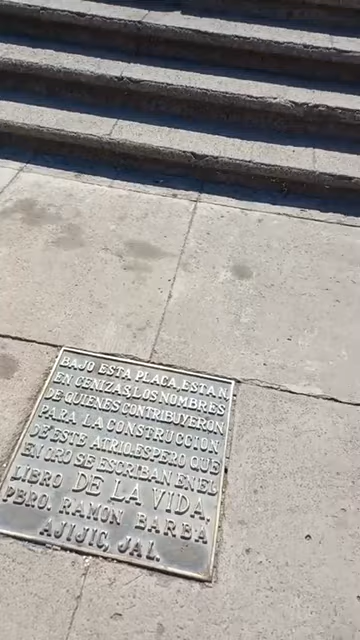 BAJO ESTA PLACA, ESTAN,
EN CENIZAS, LOS NOMBRES
DE QUIENES CONTRIBUYERON
PARA LA CONSTRUCCION
DE ESTE ATRIO. ESPERO QUE
EN ORO SE ESCRIBAN EN EL
LIBRO DE LA VIDA.
PBRO. RAMON BARBA
AJIJIC, JAL.